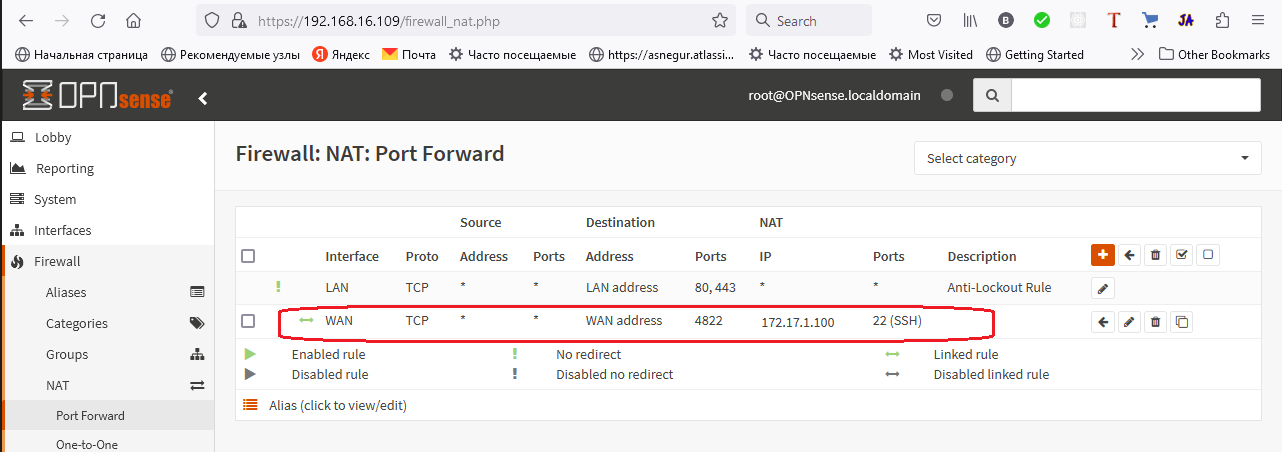 https://192.168.16.109/firewall_nat.php Search
Начальная страница Рекомендуемые узлы Яндекс Почта Часто посещаемые https://asnegur.atlassi... Часто посещаемые Most Visited Getting Started Other Bookmarks
OPNsense root@OPNsense.localdomain
Lobby
Reporting
System
Interfaces
Firewall
Aliases
Categories
Groups
NAT
Port Forward
One-to-One
Firewall: NAT: Port Forward Select category
Source Destination NAT
Interface Proto Address Ports Address Ports IP Ports Description
! LAN TCP * * LAN address 80, 443 * * Anti-Lockout Rule
WAN TCP * * WAN address 4822 172.17.1.100 22 (SSH)
Enabled rule ! No redirect Linked rule
Disabled rule ! Disabled no redirect Disabled linked rule
Alias (click to view/edit)